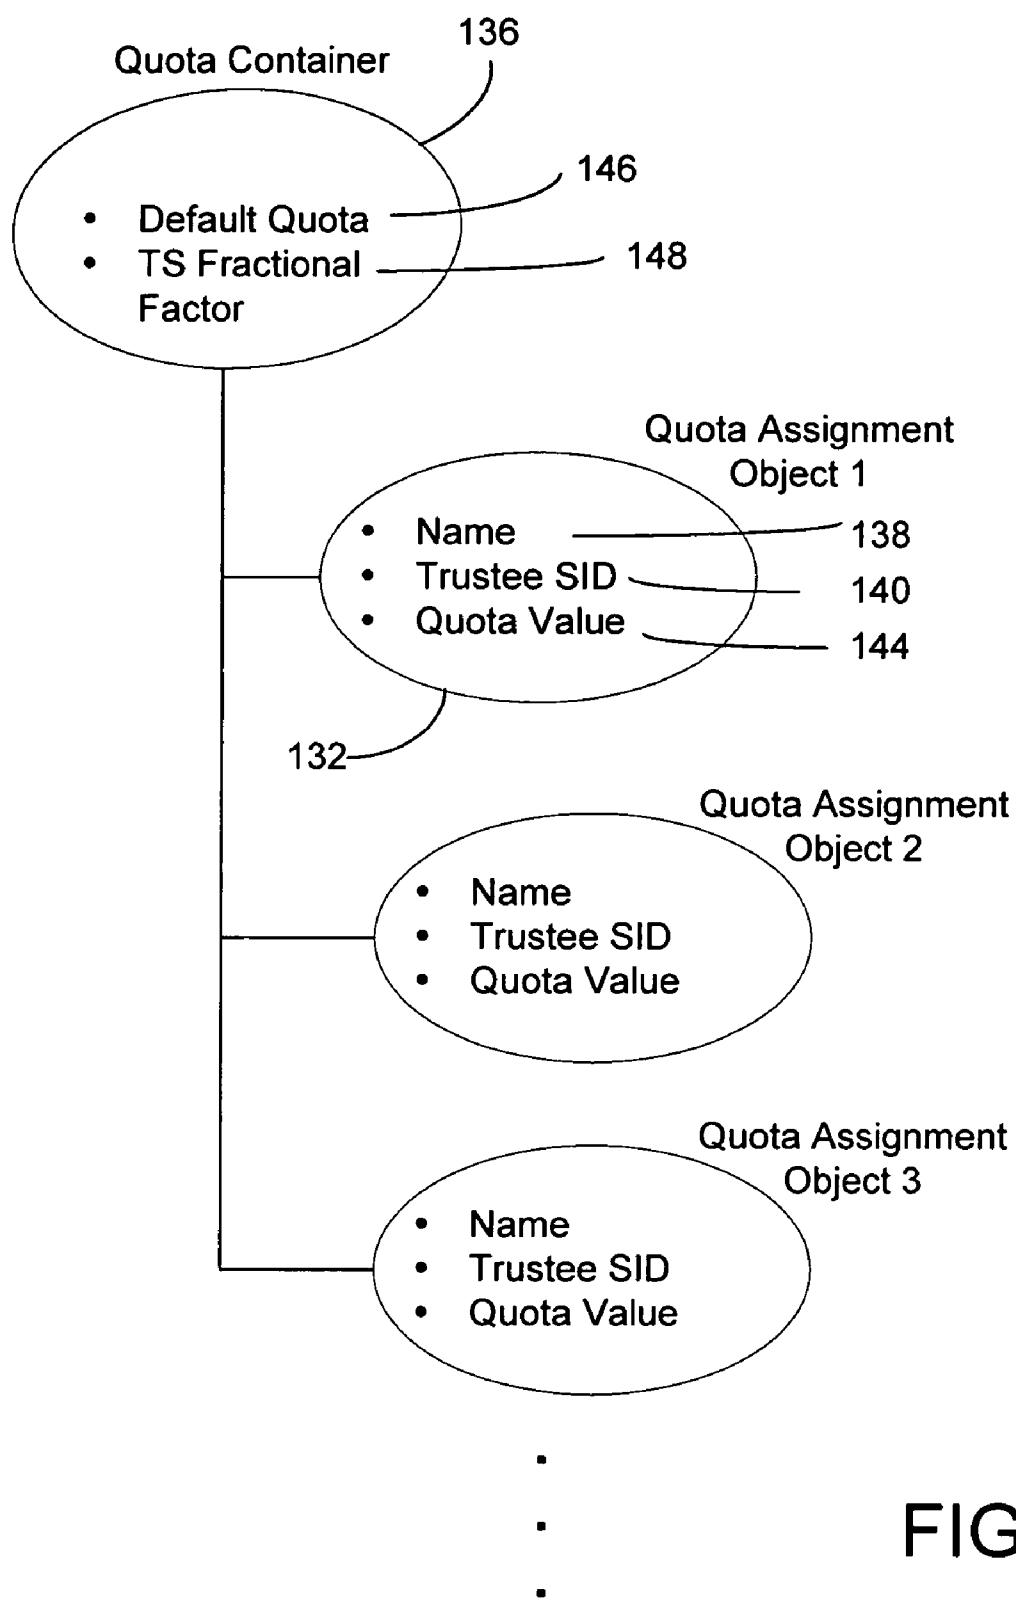 136
Quota Container
146
• Default Quota
148
• TS Fractional
Factor
Quota Assignment
Object 1
• Name
138
• Trustee SID
140
• Quota Value
144
132
Quota Assignment
Object 2
• Name
• Trustee SID
• Quota Value
Quota Assignment
Object 3
• Name
• Trustee SID
• Quota Value
FIG